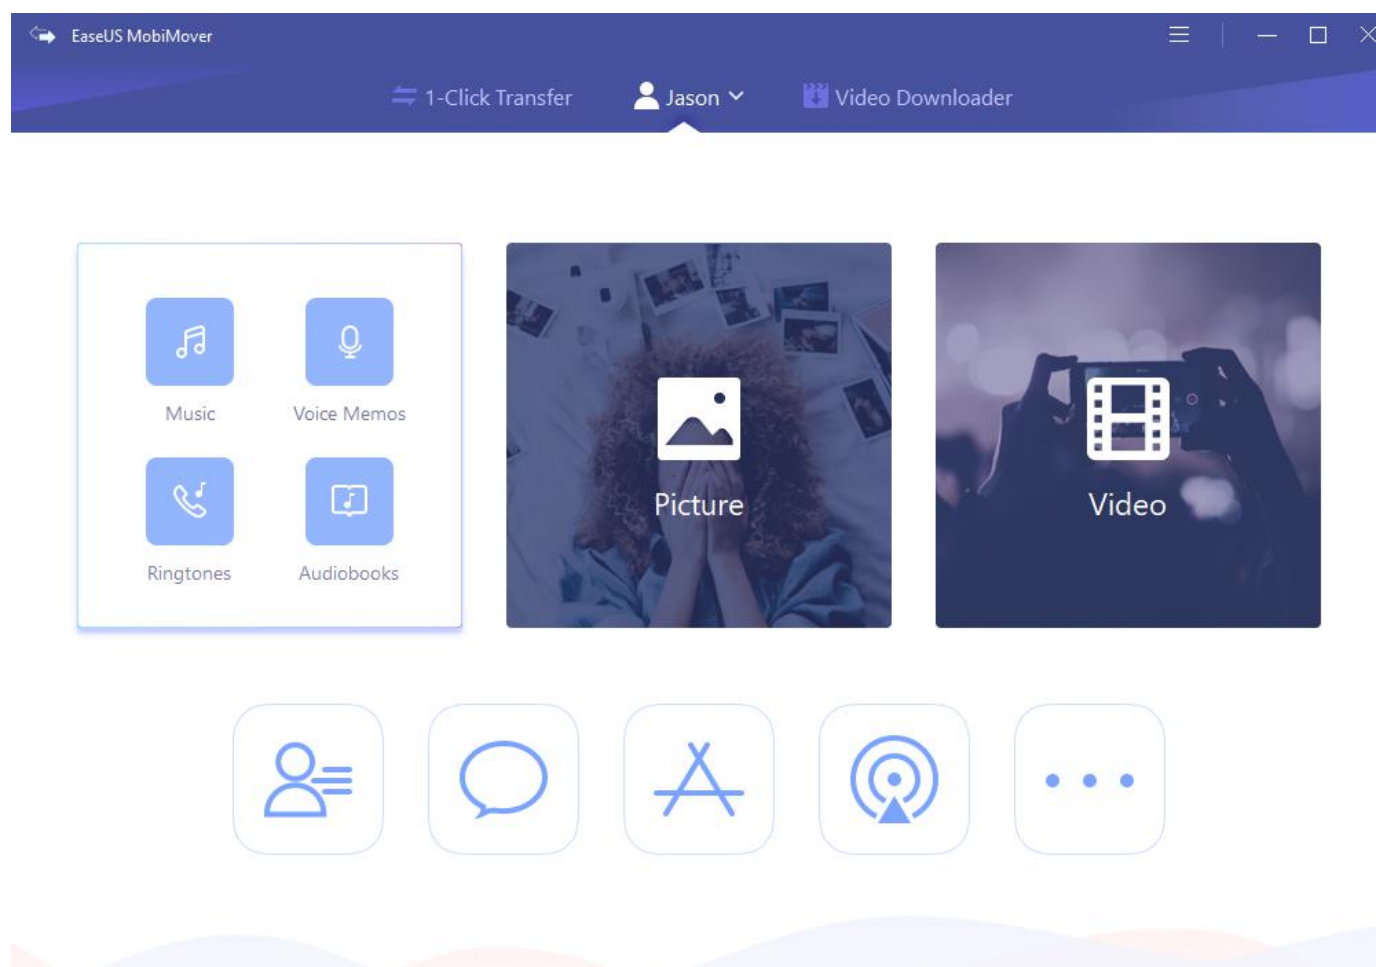 EaseUS MobiMover
1-Click Transfer
Jason
Video Downloader
Music
Voice Memos
Ringtones
Audiobooks
Picture
Video